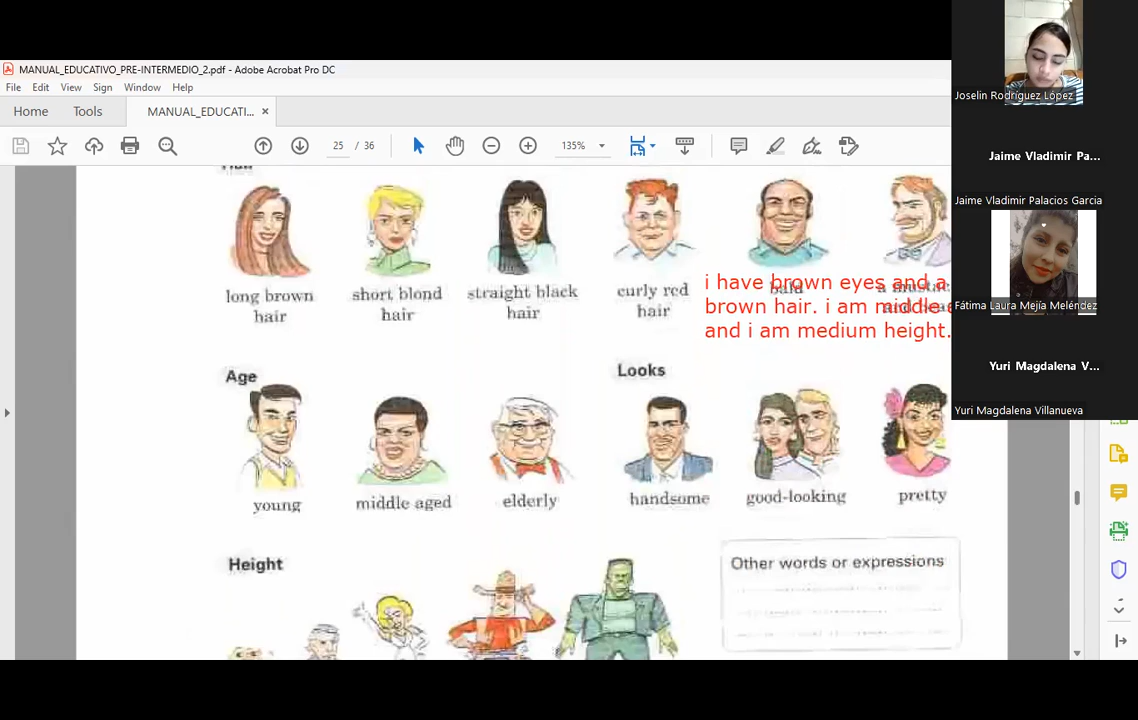 MANUAL_EDUCATIVO_PRE-INTERMEDIO_2.pdf - Adobe Acrobat Pro DC
File Edit View Sign Window Help
Home Tools MANUAL_EDUCATI... ×
25 / 36 135%
long brown
hair
short blond
hair
straight black
hair
curly red
hair
bald
i have brown eyes and a
brown hair. i am middle
and i am medium height.
Age
Looks
young
middle aged
elderly
handsome
good-looking
pretty
Height
Other words or expressions
Joselin Rodríguez López
Jaime Vladimir Pa...
Jaime Vladimir Palacios Garcia
Fátima Laura Mejía Meléndez
Yuri Magdalena V...
Yuri Magdalena Villanueva